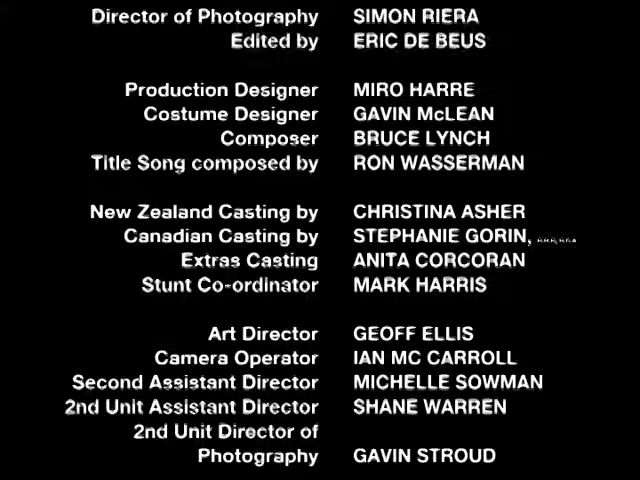 Director of Photography SIMON RIERA
Edited by ERIC DE BEUS
Production Designer MIRO HARRE
Costume Designer GAVIN McLEAN
Composer BRUCE LYNCH
Title Song composed by RON WASSERMAN
New Zealand Casting by CHRISTINA ASHER
Canadian Casting by STEPHANIE GORIN,
Extras Casting ANITA CORCORAN
Stunt Co-ordinator MARK HARRIS
Art Director GEOFF ELLIS
Camera Operator IAN MC CARROLL
Second Assistant Director MICHELLE SOWMAN
2nd Unit Assistant Director SHANE WARREN
2nd Unit Director of
Photography GAVIN STROUD